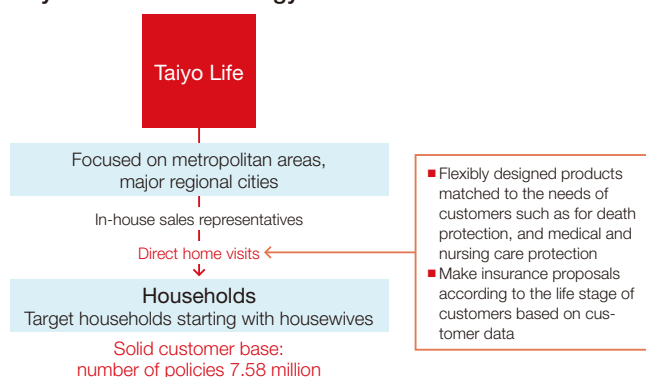 Taiyo Life
Focused on metropolitan areas,
major regional cities
In-house sales representatives
Direct home visits
Households
Target households starting with housewives
Solid customer base:
number of policies 7.58 million
■ Flexibly designed products
matched to the needs of
customers such as for death
protection, and medical and
nursing care protection
■ Make insurance proposals
according to the life stage of
customers based on cus-
tomer data